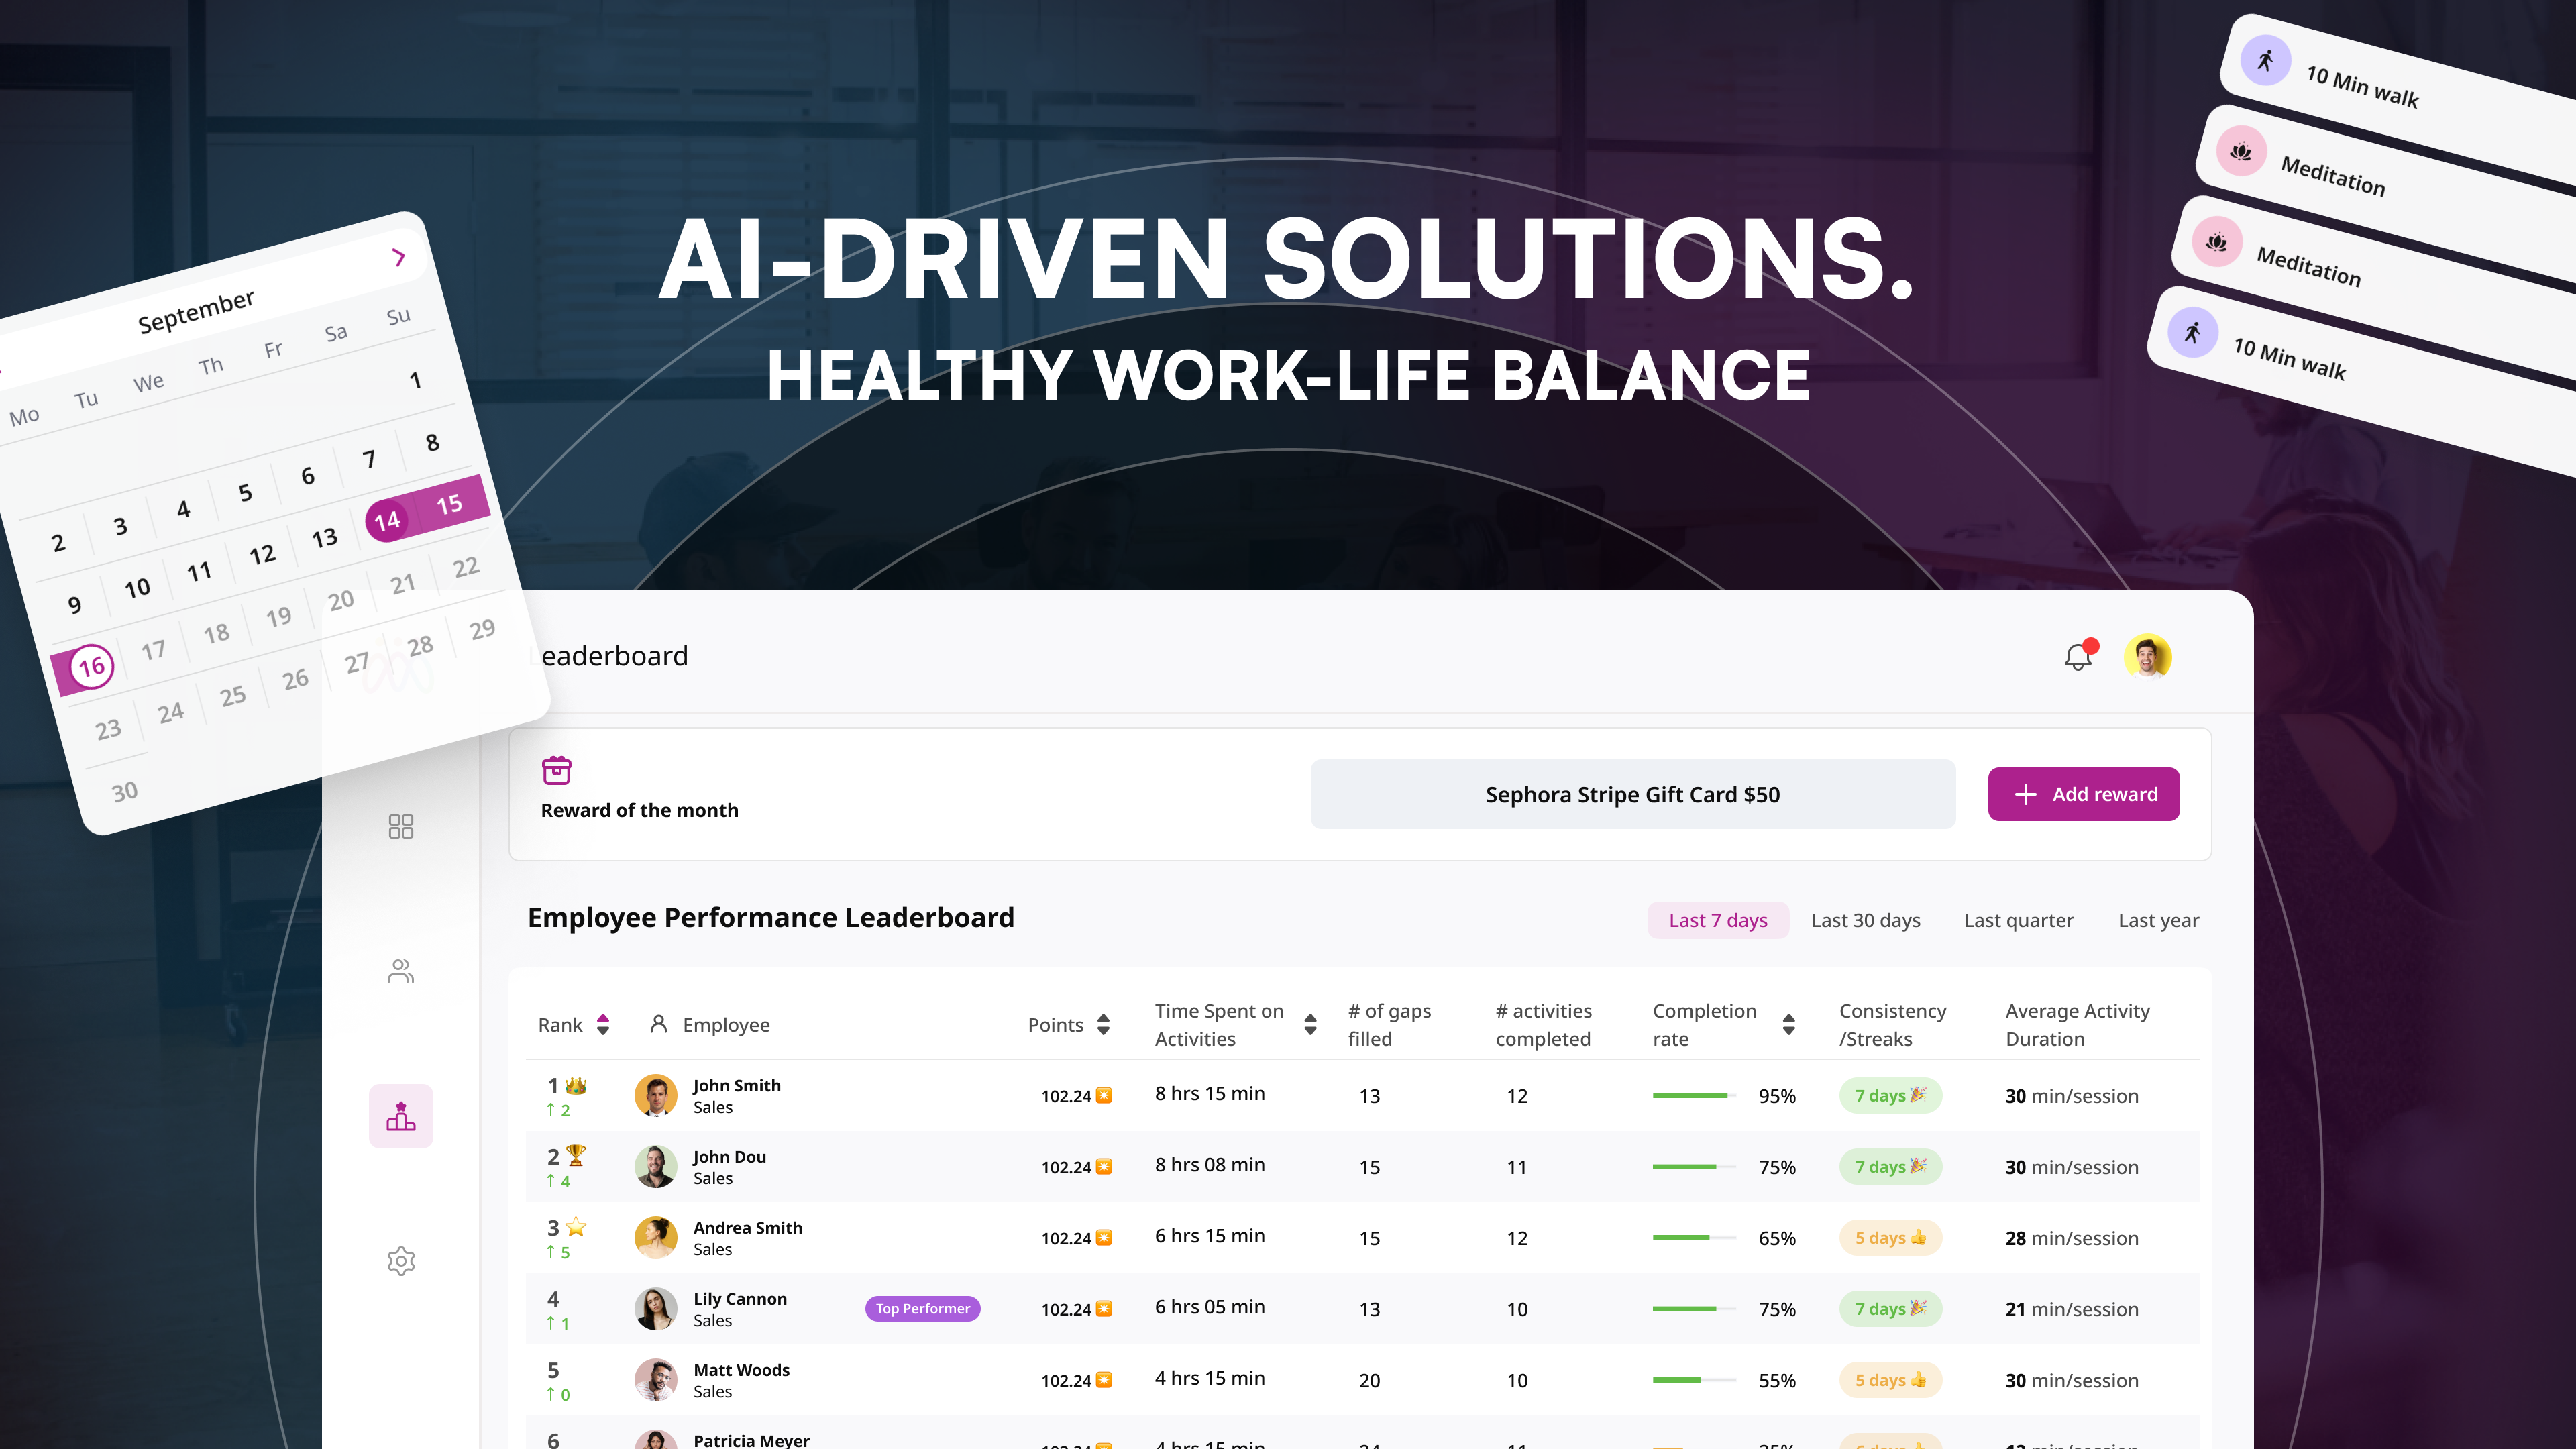 AI-DRIVEN SOLUTIONS.
HEALTHY WORK-LIFE BALANCE
September
Mo Tu We Th Fr Sa Su
1
2 3 4 5 6 7 8
9 10 11 12 13 14 15
16 17 18 19 20 21 22
23 24 25 26 27 28 29
30
10 Min walk
Meditation
Meditation
10 Min walk
Leaderboard
Reward of the month
Sephora Stripe Gift Card $50
Add reward
Employee Performance Leaderboard
Last 7 days Last 30 days Last quarter Last year
Rank Employee Points Time Spent on Activities # of gaps filled # activities completed Completion rate Consistency /Streaks Average Activity Duration
1 John Smith 102.24 8 hrs 15 min 13 12 95% 7 days 30 min/session
↑ 2 Sales
2 John Dou 102.24 8 hrs 08 min 15 11 75% 7 days 30 min/session
↑ 4 Sales
3 Andrea Smith 102.24 6 hrs 15 min 15 12 65% 5 days 28 min/session
↑ 5 Sales
4 Lily Cannon Top Performer 102.24 6 hrs 05 min 13 10 75% 7 days 21 min/session
↑ 1 Sales
5 Matt Woods 102.24 4 hrs 15 min 20 10 55% 5 days 30 min/session
↑ 0 Sales
6 Patricia Meyer